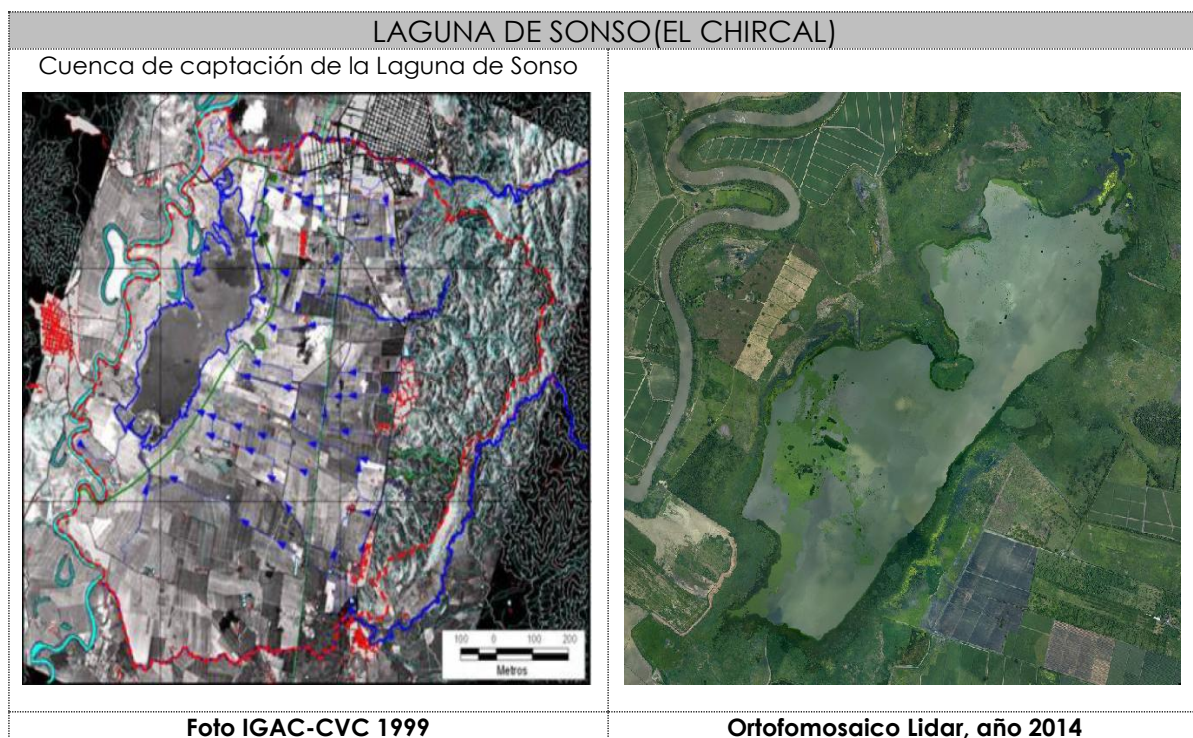 LAGUNA DE SONSO(EL CHIRCAL)
Cuenca de captación de la Laguna de Sonso
100 0 100 200
Metros
Foto IGAC-CVC 1999
Ortofomosaico Lidar, año 2014